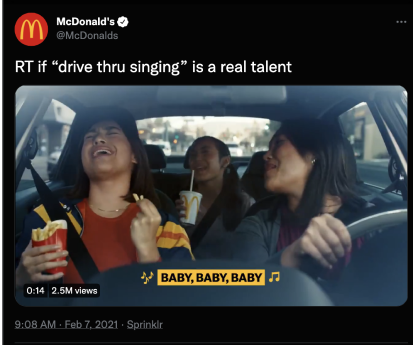 McDonald's
@McDonalds
RT if “drive thru singing” is a real talent
BABY, BABY, BABY
0:14 2.5M views
9:08 AM · Feb 7, 2021 · Sprinklr